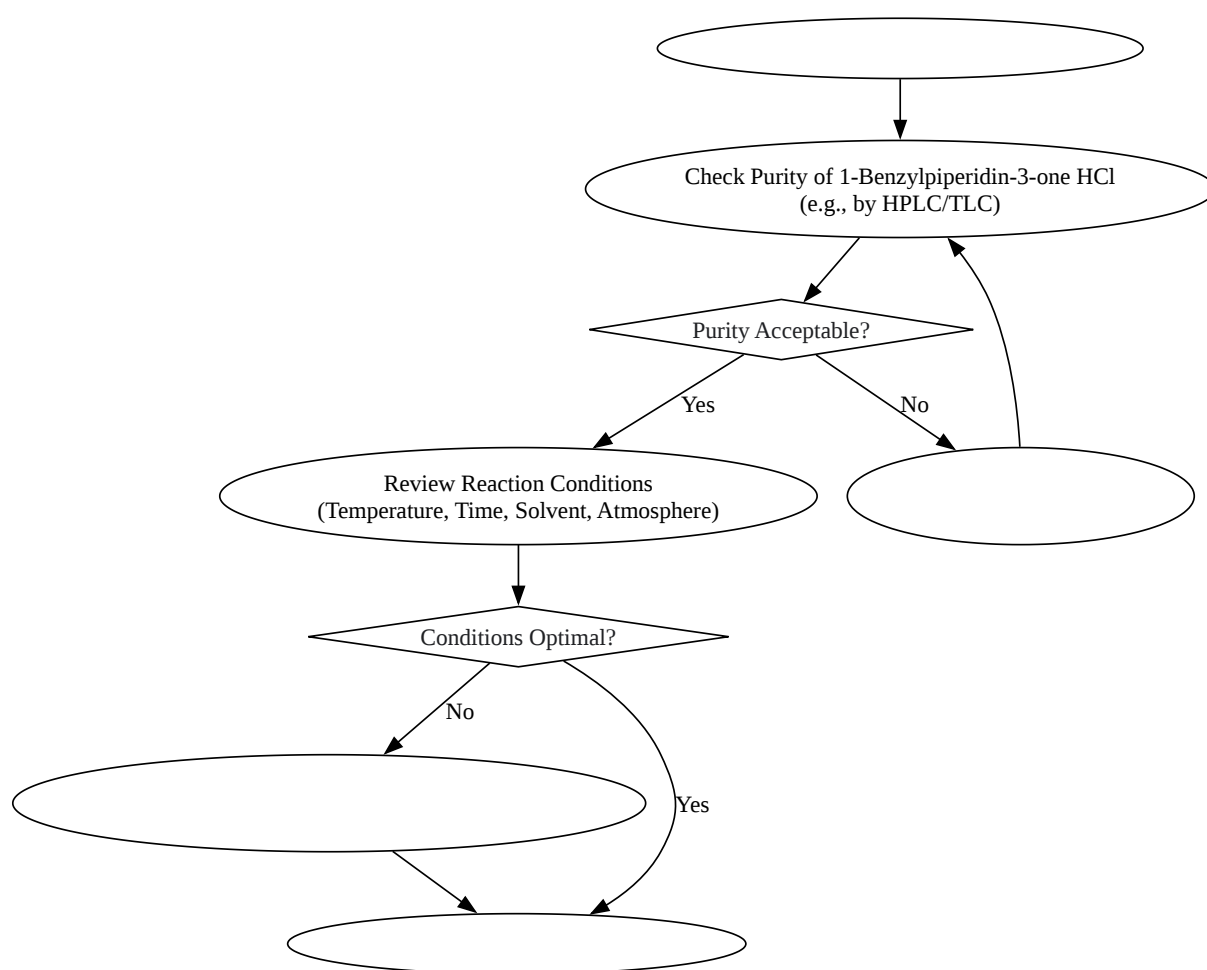 Check Purity of 1-Benzylpiperidin-3-one HCl
(e.g., by HPLC/TLC)
Purity Acceptable?
Yes
No
Review Reaction Conditions
(Temperature, Time, Solvent, Atmosphere)
Conditions Optimal?
No
Yes